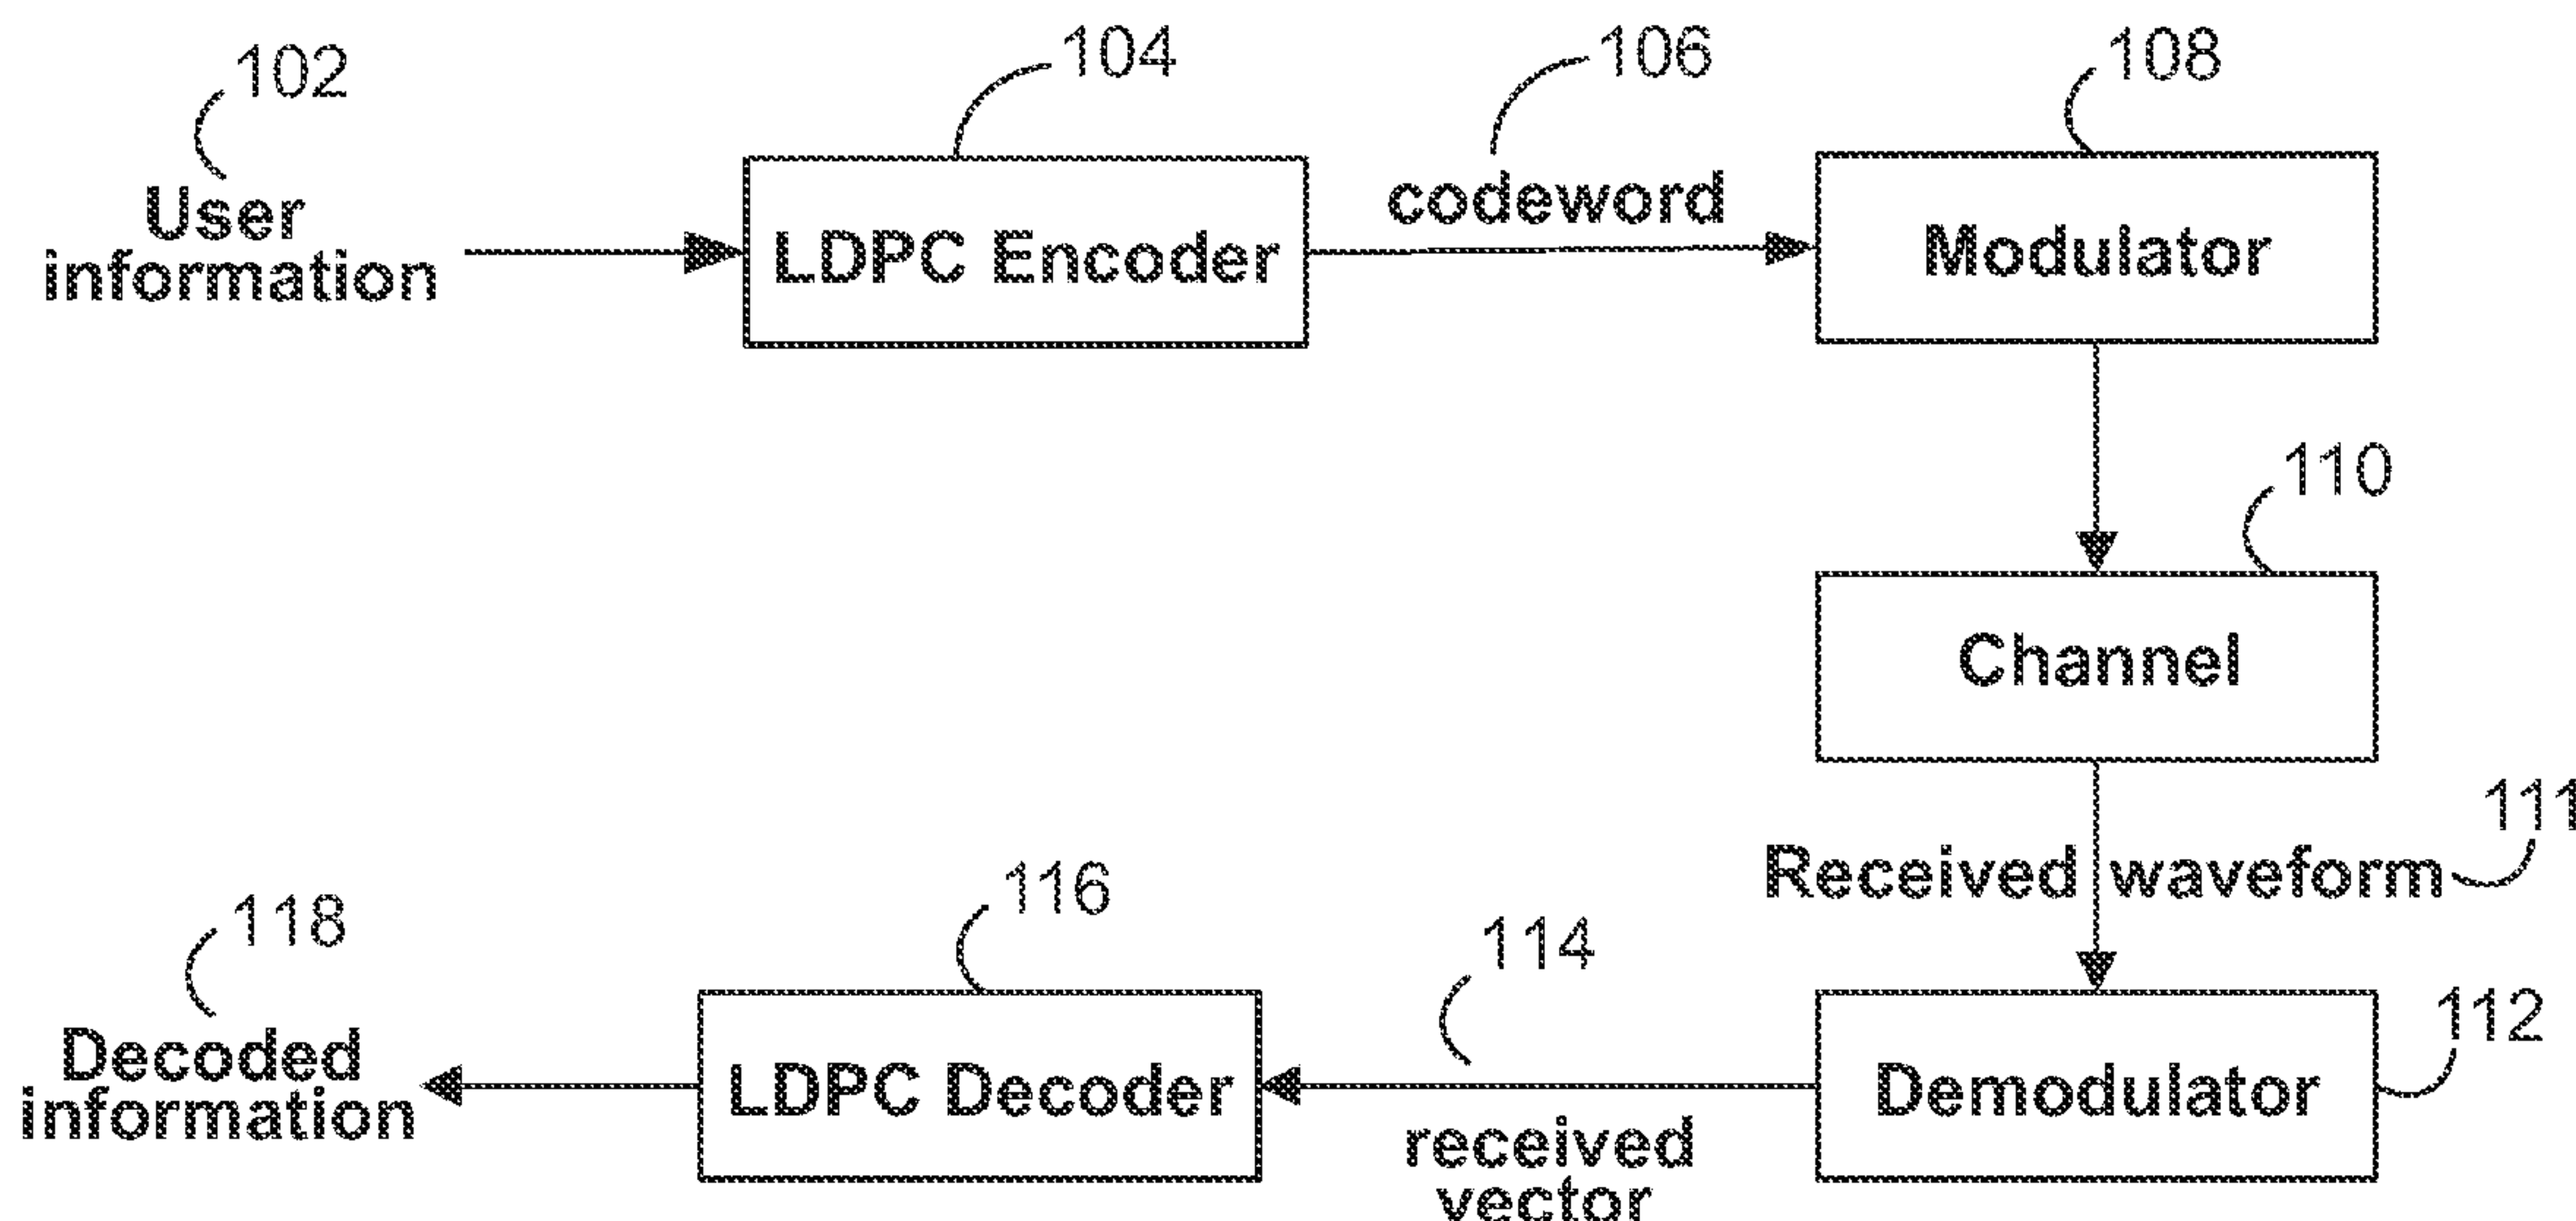 102
User
information
104
LDPC Encoder
106
codeword
108
Modulator
110
Channel
111
Received waveform
112
Demodulator
114
received
vector
116
LDPC Decoder
118
Decoded
information